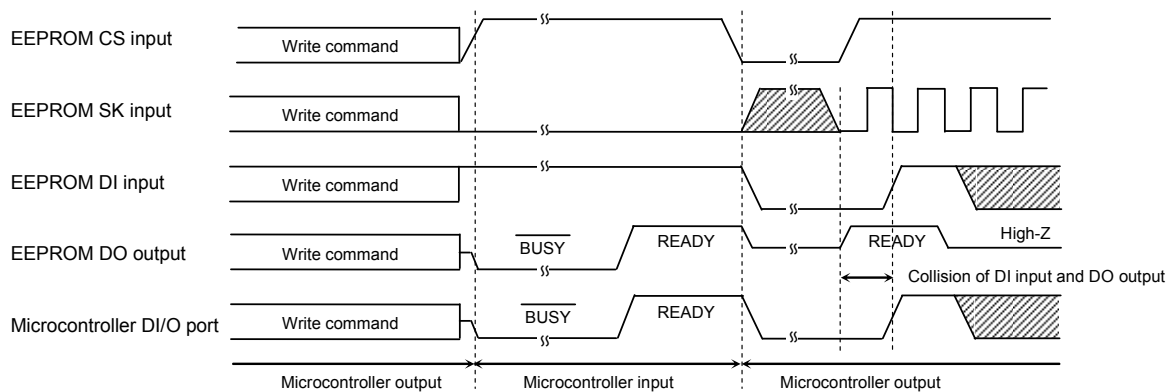 EEPROM CS input
Write command
EEPROM SK input
Write command
EEPROM DI input
Write command
EEPROM DO output
Write command
BUSY
READY
READY
High-Z
Collision of DI input and DO output
Microcontroller DI/O port
Write command
BUSY
READY
Microcontroller output
Microcontroller input
Microcontroller output